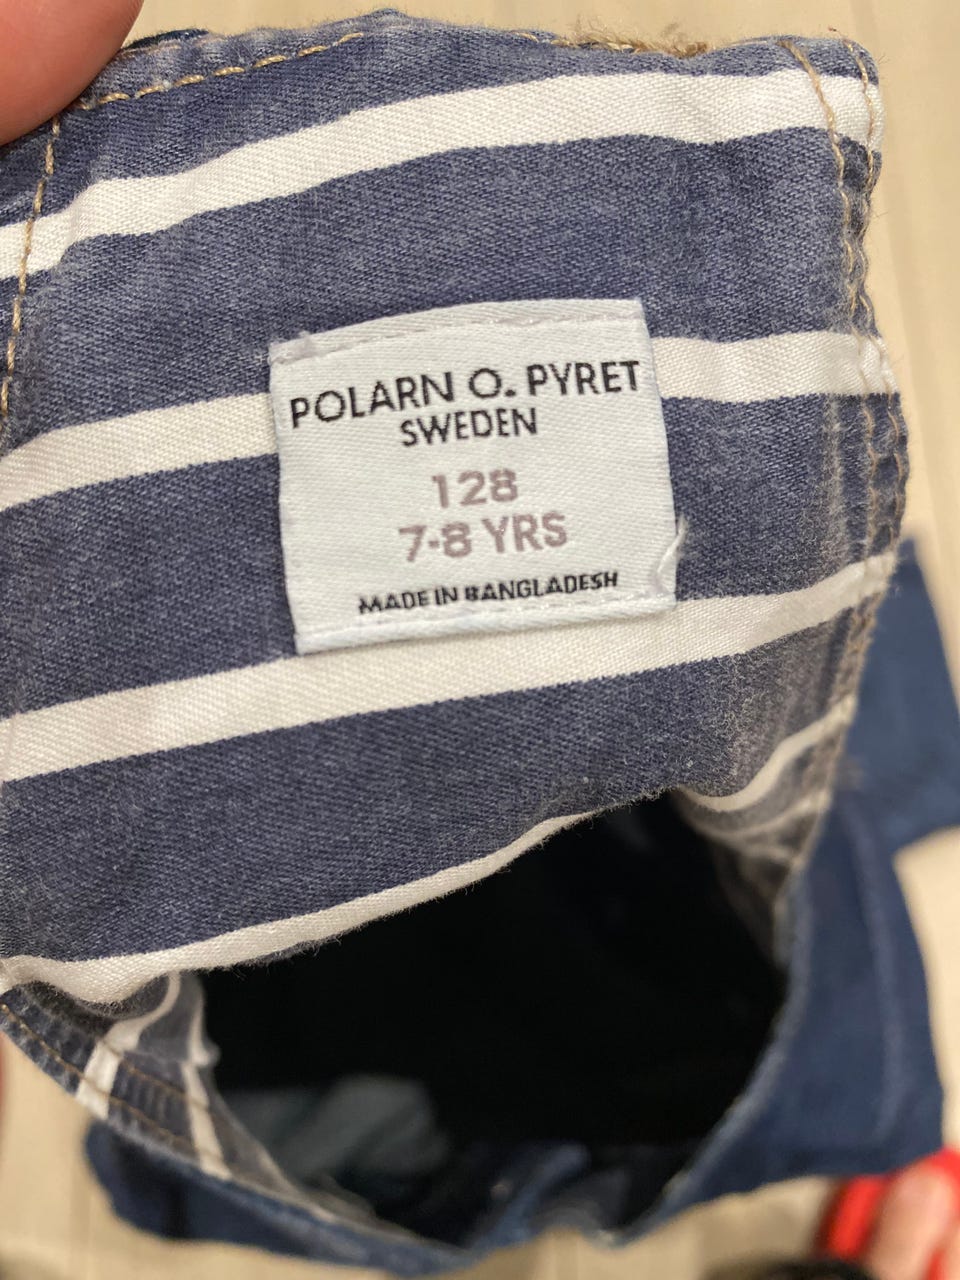 POLARN O. PYRET
SWEDEN
128
7-8 YRS
MADE IN BANGLADESH